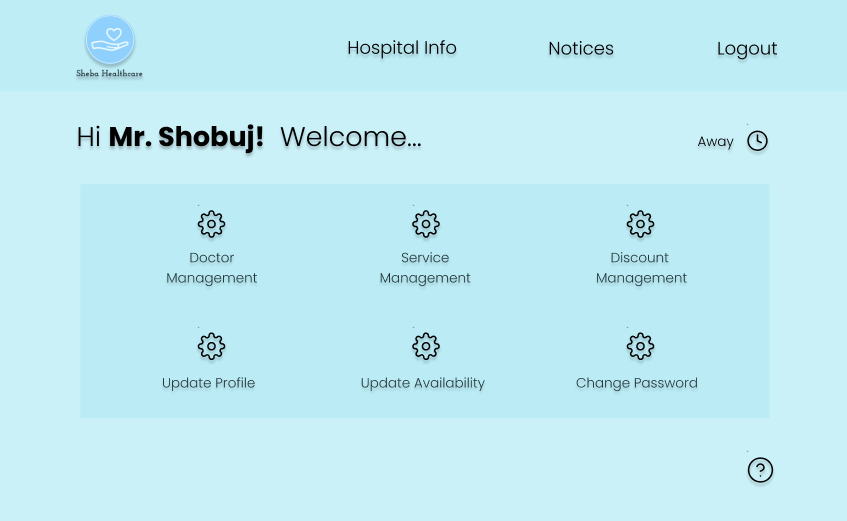 Hospital Info Notices Logout
Sheba Healthcare
Hi Mr. Shobuj! Welcome...
Away
Doctor
Management
Service
Management
Discount
Management
Update Profile
Update Availability
Change Password
?